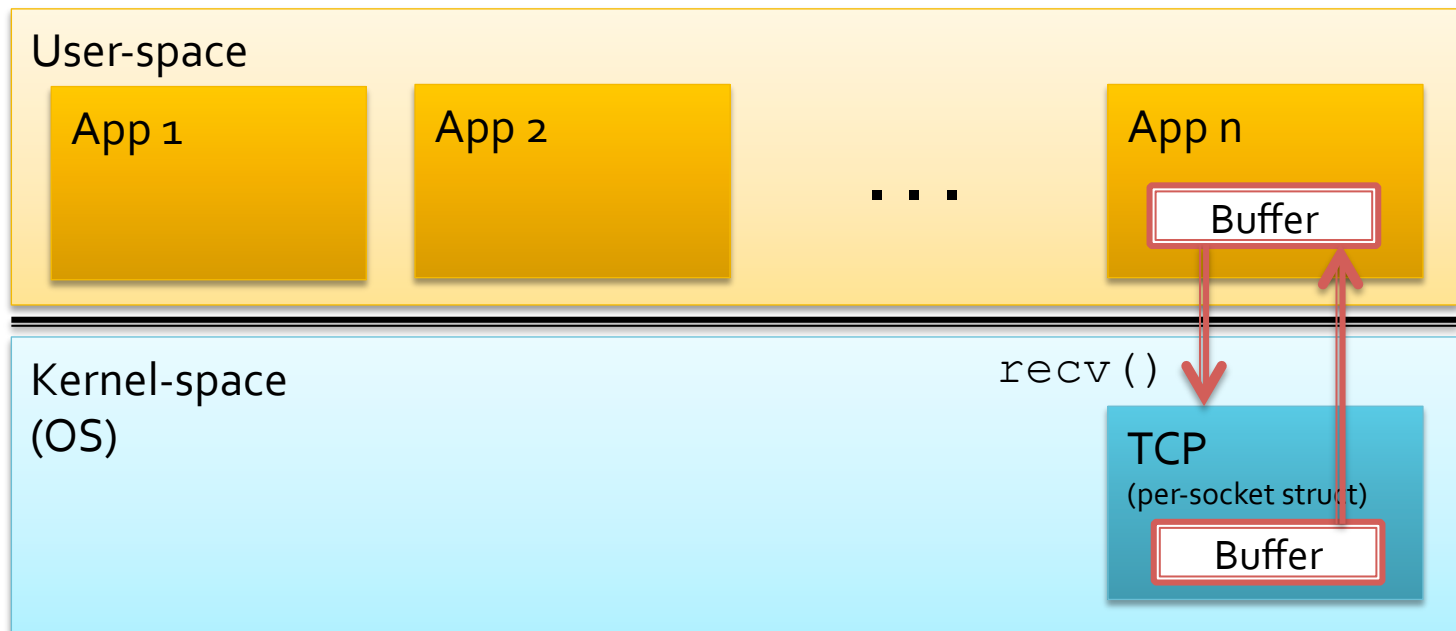 User-space
App 1
App 2
. . .
App n
Buffer
Kernel-space
(OS)
recv()
TCP
(per-socket struct)
Buffer